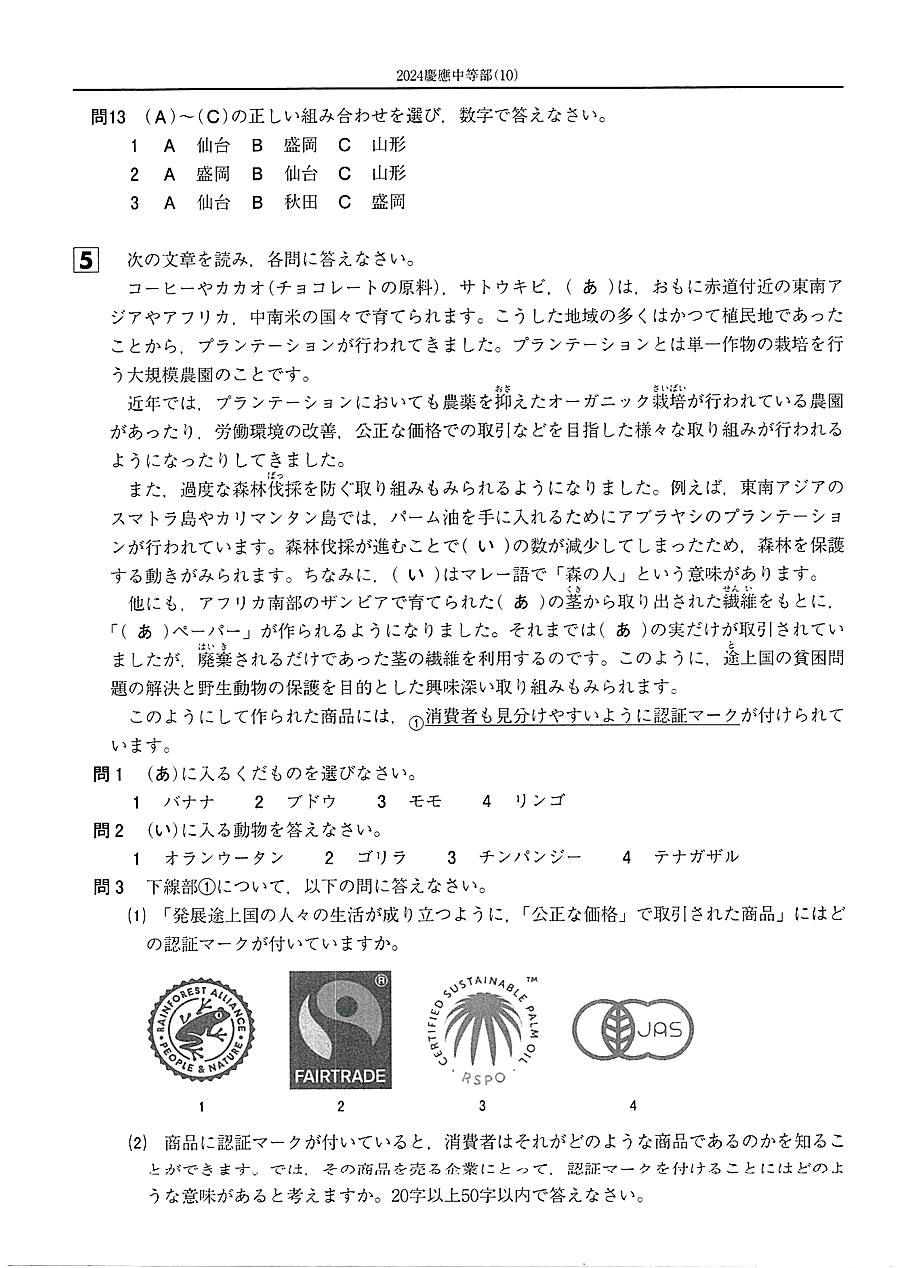 2024慶應中等部(10)
問13 (A)～(C)の正しい組み合わせを選び，数字で答えなさい。
1 A 仙台 B 盛岡 C 山形
2 A 盛岡 B 仙台 C 山形
3 A 仙台 B 秋田 C 盛岡
5 次の文章を読み，各問に答えなさい。
コーヒーやカカオ(チョコレートの原料)，サトウキビ，( あ )は，おもに赤道付近の東南ア
ジアやアフリカ，中南米の国々で育てられます。こうした地域の多くはかつて植民地であった
ことから，プランテーションが行われてきました。プランテーションとは単一作物の栽培を行
う大規模農園のことです。
おさ さいばい
近年では，プランテーションにおいても農薬を抑えたオーガニック栽培が行われている農園
があったり，労働環境の改善，公正な価格での取引などを目指した様々な取り組みが行われる
ようになったりしてきました。
ばっ
また，過度な森林伐採を防ぐ取り組みもみられるようになりました。例えば，東南アジアの
スマトラ島やカリマンタン島では，パーム油を手に入れるためにアブラヤシのプランテーショ
ンが行われています。森林伐採が進むことで( い )の数が減少してしまったため，森林を保護
する動きがみられます。ちなみに，( い )はマレー語で「森の人」という意味があります。
くき せんい
他にも，アフリカ南部のザンビアで育てられた( あ )の茎から取り出された繊維をもとに，
「( あ )ペーパー」が作られるようになりました。それまでは( あ )の実だけが取引されてい
はいき と
ましたが，廃棄されるだけであった茎の繊維を利用するのです。このように，途上国の貧困問
題の解決と野生動物の保護を目的とした興味深い取り組みもみられます。
このようにして作られた商品には，①消費者も見分けやすいように認証マークが付けられて
います。
問1 (あ)に入るくだものを選びなさい。
1 バナナ 2 ブドウ 3 モモ 4 リンゴ
問2 (い)に入る動物を答えなさい。
1 オランウータン 2 ゴリラ 3 チンパンジー 4 テナガザル
問3 下線部①について，以下の問に答えなさい。
(1) 「発展途上国の人々の生活が成り立つように，「公正な価格」で取引された商品」にはど
の認証マークが付いていますか。
RAINFOREST ALLIANCE
PEOPLE & NATURE
®
FAIRTRADE
CERTIFIED SUSTAINABLE PALM OIL ™
RSPO
JAS
1 2 3 4
(2) 商品に認証マークが付いていると，消費者はそれがどのような商品であるのかを知るこ
とができます。では，その商品を売る企業にとって，認証マークを付けることにはどのよ
うな意味があると考えますか。20字以上50字以内で答えなさい。